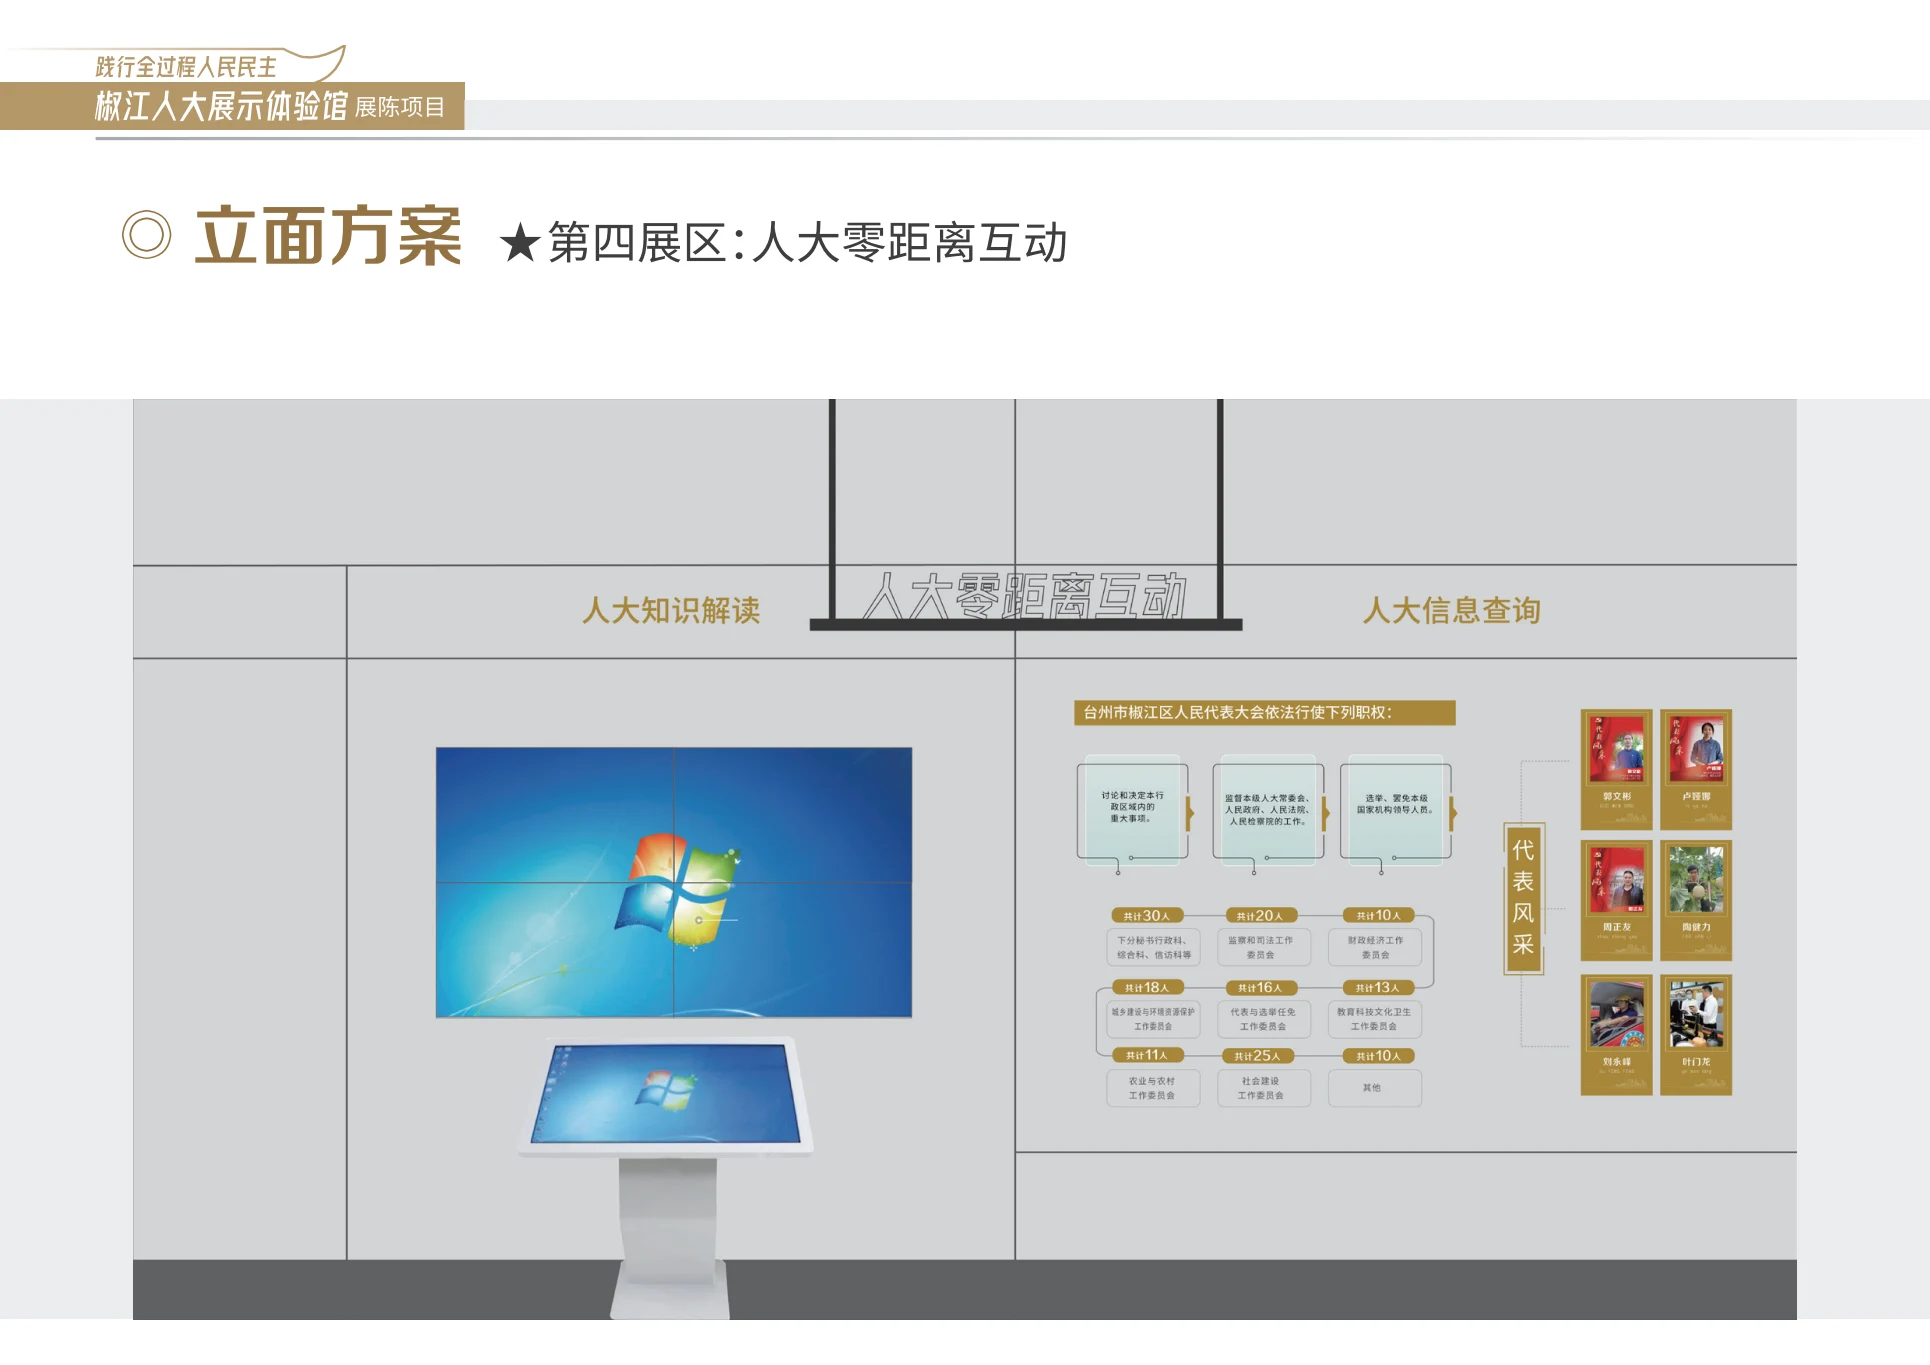 践行全过程人民民主
椒江人大展示体验馆 展陈项目
◎ 立面方案 ★第四展区：人大零距离互动
人大零距离互动
人大知识解读
人大信息查询
台州市椒江区人民代表大会依法行使下列职权：
讨论和决定本行
政区域内的
重大事项。
监督本级人大常委会、
人民政府、人民法院、
人民检察院的工作。
选举、罢免本级
国家机构领导人员。
共计30人
共计20人
共计10人
下分秘书行政科、
综合科、信访科等
监察和司法工作
委员会
财政经济工作
委员会
共计18人
共计16人
共计13人
城乡建设与环境资源保护
工作委员会
代表与选举任免
工作委员会
教育科技文化卫生
工作委员会
共计11人
共计25人
共计10人
农业与农村
工作委员会
社会建设
工作委员会
其他
代表风采
代表风采
郭文彬
代表风采
卢娅娜
代表风采
周正友
陶健力
刘永峰
叶门龙